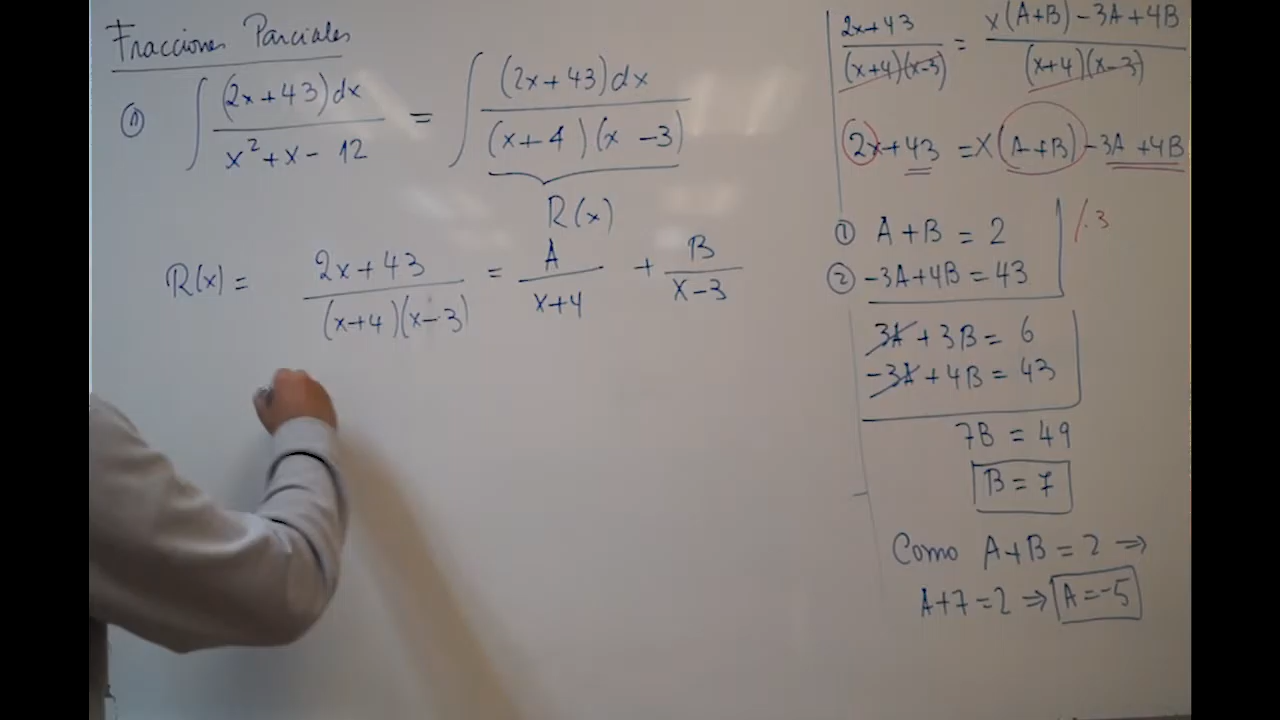 Fracciones Parciales
① ∫ (2x+43)dx / x²+x-12 = ∫ (2x+43)dx / (x+4)(x-3)
R(x)
R(x) = 2x+43 / (x+4)(x-3) = A / x+4 + B / x-3
2x+43 / (x+4)(x-3) = x(A+B)-3A+4B / (x+4)(x-3)
2x+43 = x(A+B)-3A+4B
① A+B = 2 /·3
② -3A+4B = 43
3A+3B = 6
-3A+4B = 43
7B = 49
B = 7
Como A+B = 2 ⇒
A+7 = 2 ⇒ A = -5